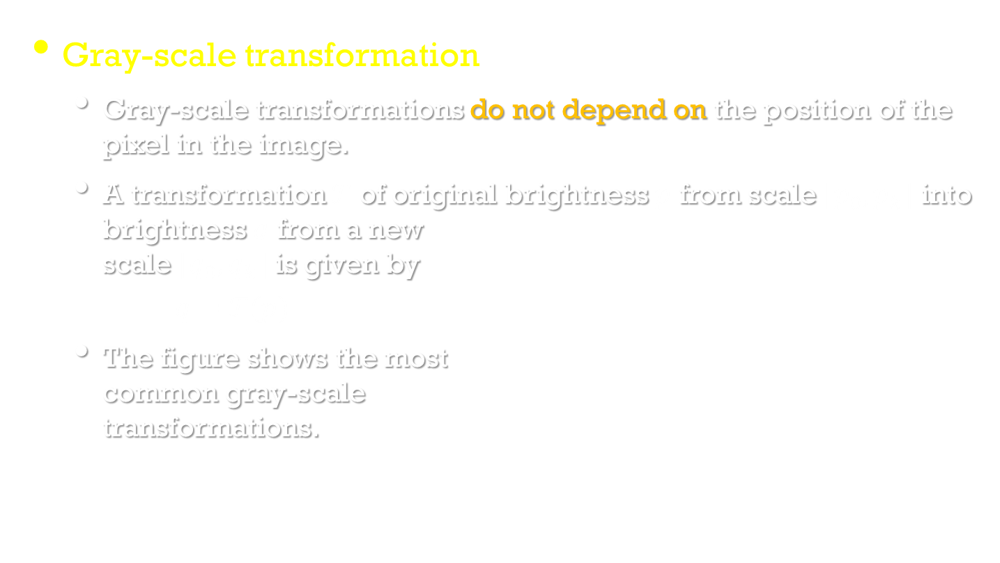 • Gray-scale transformation
• Gray-scale transformations do not depend on the position of the
pixel in the image.
• A transformation of original brightness from scale into
brightness from a new
scale is given by
• The figure shows the most
common gray-scale
transformations.